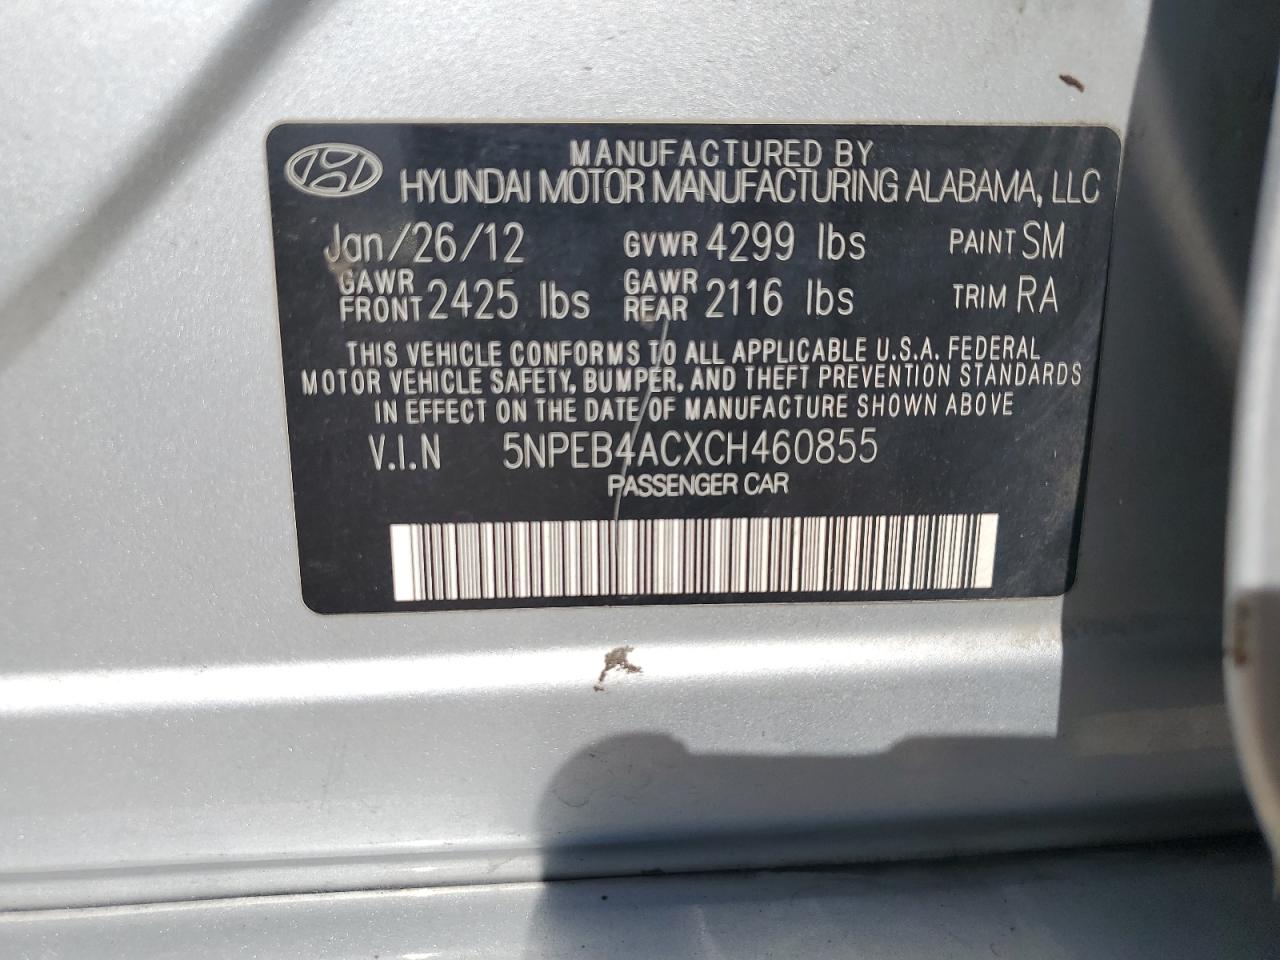 MANUFACTURED BY
HYUNDAI MOTOR MANUFACTURING ALABAMA, LLC
Jan/26/12 GVWR 4299 lbs PAINT SM
GAWR FRONT 2425 lbs GAWR REAR 2116 lbs TRIM RA
THIS VEHICLE CONFORMS TO ALL APPLICABLE U.S.A. FEDERAL
MOTOR VEHICLE SAFETY, BUMPER, AND THEFT PREVENTION STANDARDS
IN EFFECT ON THE DATE OF MANUFACTURE SHOWN ABOVE
V.I.N 5NPEB4ACXCH460855
PASSENGER CAR